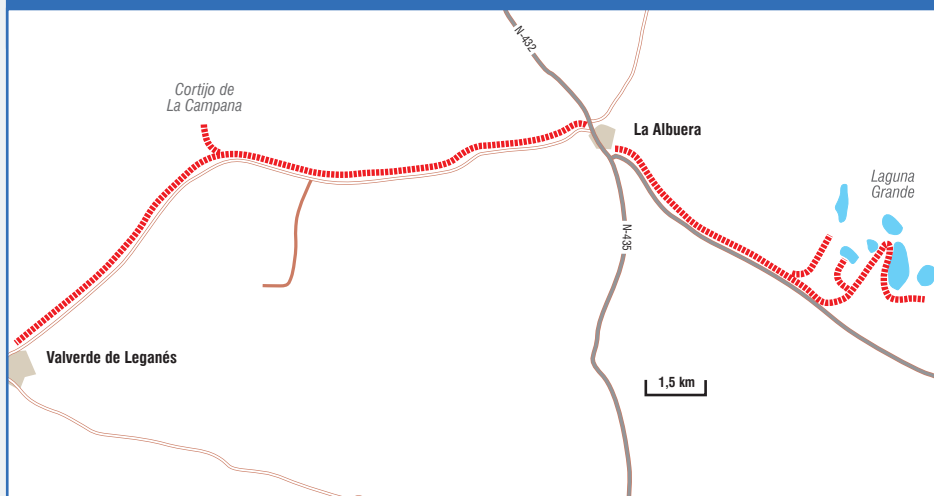 N-432
Cortijo de
La Campana
La Albuera
Laguna
Grande
N-435
Valverde de Leganés
1,5 km